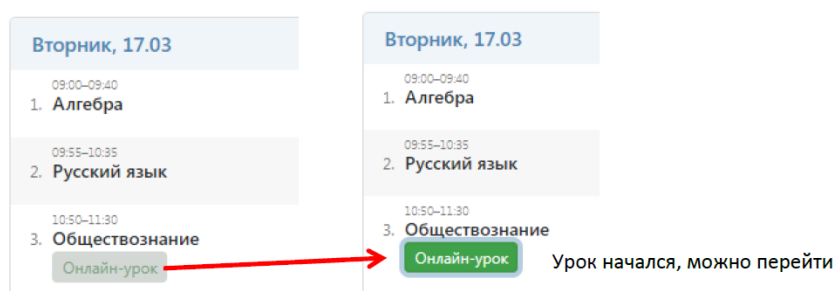 Вторник, 17.03
09:00–09:40
1. Алгебра
09:55–10:35
2. Русский язык
10:50–11:30
3. Обществознание
Онлайн-урок
Вторник, 17.03
09:00–09:40
1. Алгебра
09:55–10:35
2. Русский язык
10:50–11:30
3. Обществознание
Онлайн-урок
Урок начался, можно перейти